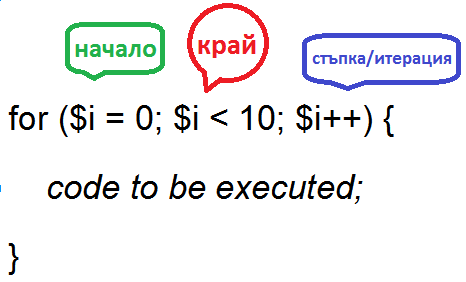 начало край стъпка/итерация
for ($i = 0; $i < 10; $i++) {
code to be executed;
}